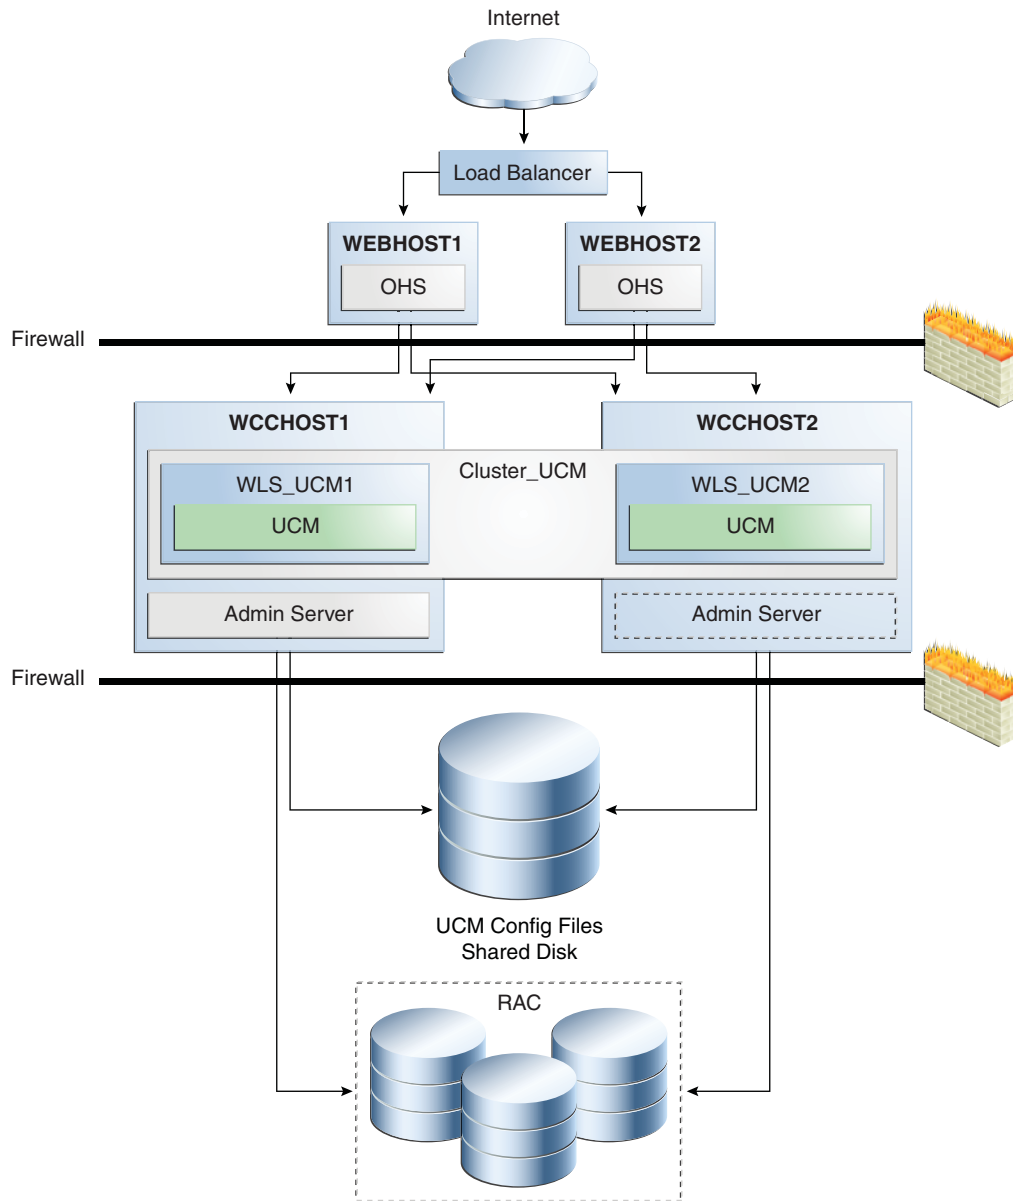 Internet
Load Balancer
WEBHOST1
WEBHOST2
OHS
OHS
Firewall
WCCHOST1
WCCHOST2
Cluster_UCM
WLS_UCM1
WLS_UCM2
UCM
UCM
Admin Server
Admin Server
Firewall
UCM Config Files
Shared Disk
RAC